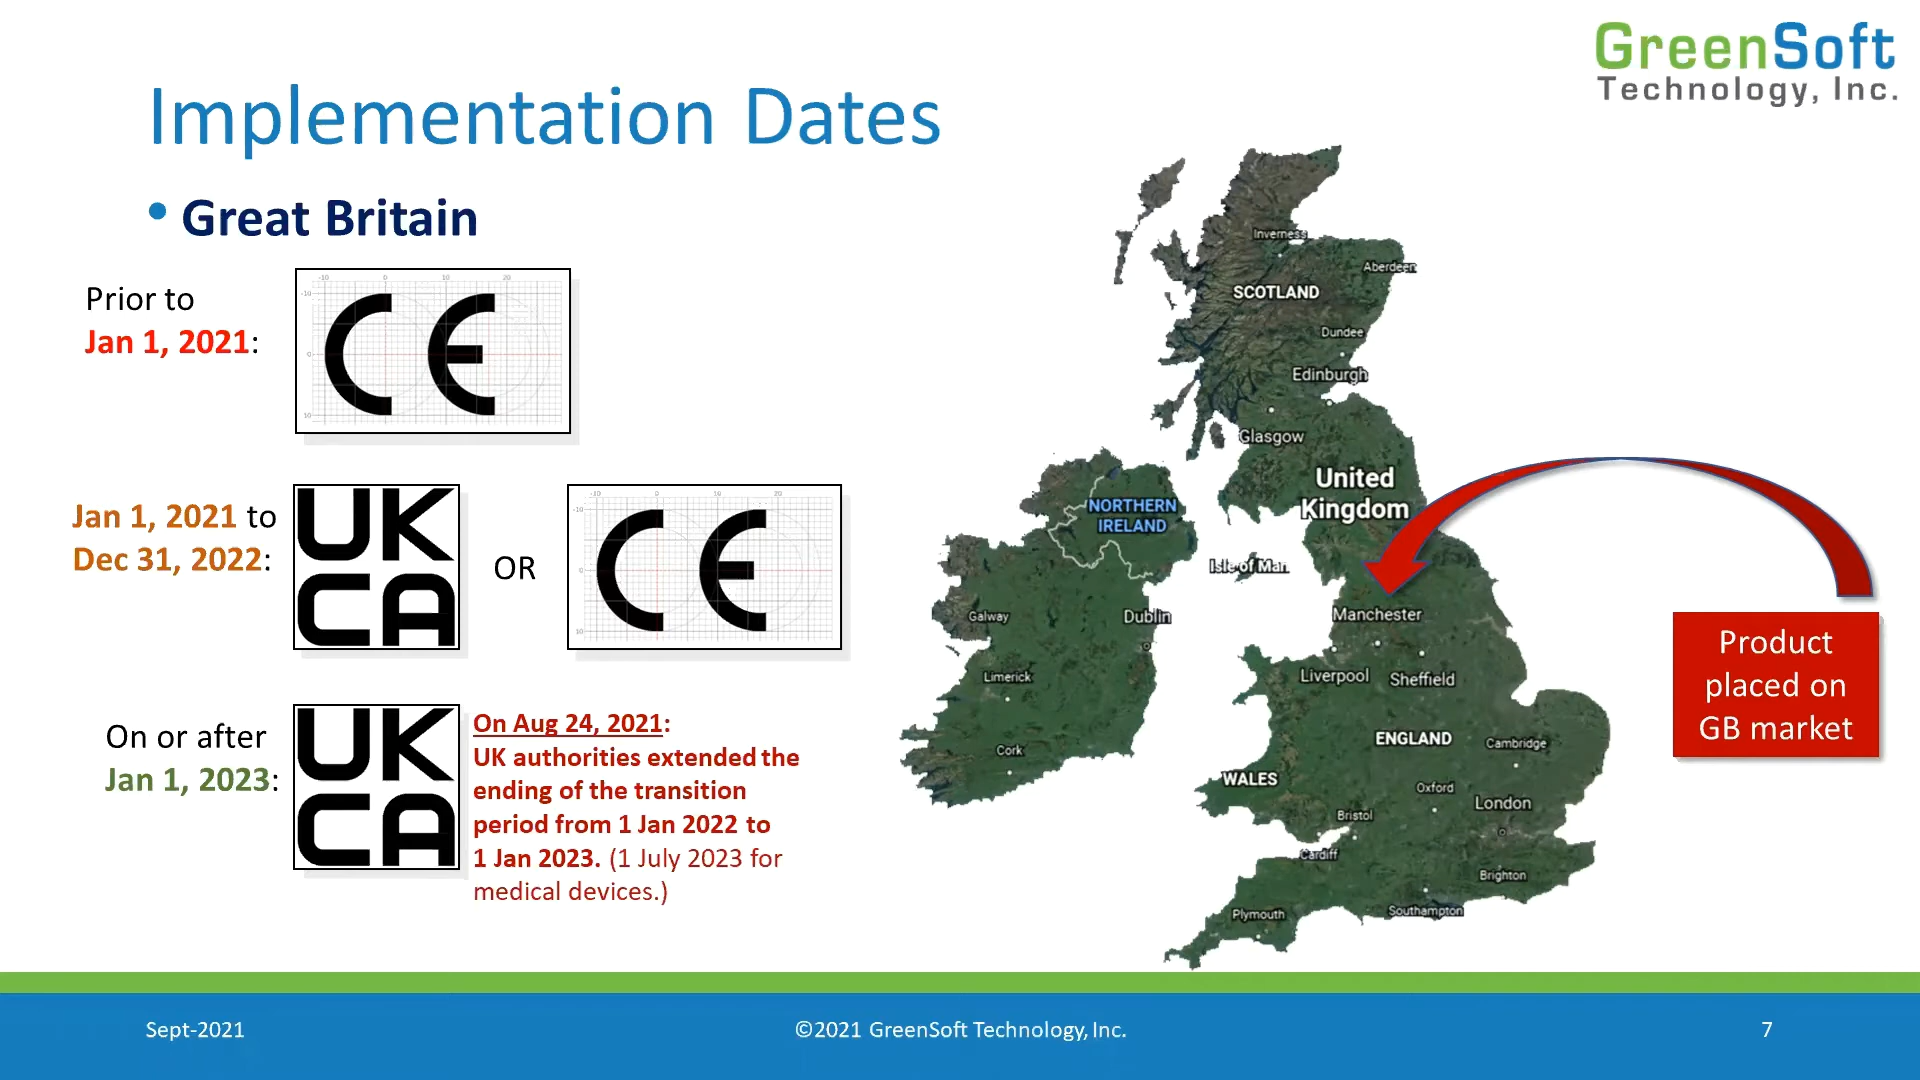 GreenSoft
Technology, Inc.
Implementation Dates
• Great Britain
Prior to
Jan 1, 2021:
CE
Jan 1, 2021 to
Dec 31, 2022:
UK
CA
OR
CE
On or after
Jan 1, 2023:
UK
CA
On Aug 24, 2021:
UK authorities extended the
ending of the transition
period from 1 Jan 2022 to
1 Jan 2023. (1 July 2023 for
medical devices.)
Inverness
Aberdeen
SCOTLAND
Dundee
Edinburgh
Glasgow
United
Kingdom
NORTHERN
IRELAND
Isle of Man
Galway
Dublin
Manchester
Limerick
Liverpool
Sheffield
Cork
ENGLAND
Cambridge
WALES
Oxford
London
Bristol
Cardiff
Brighton
Plymouth
Southampton
Product
placed on
GB market
Sept-2021
©2021 GreenSoft Technology, Inc.
7